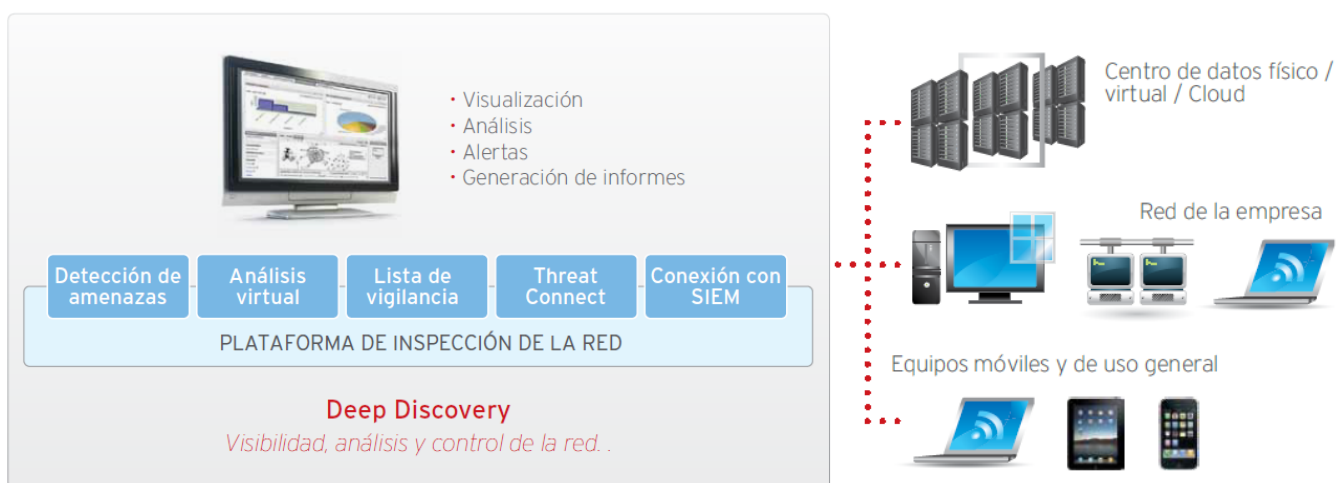 · Visualización
· Análisis
· Alertas
· Generación de informes
Detección de
amenazas
Análisis
virtual
Lista de
vigilancia
Threat
Connect
Conexión con
SIEM
PLATAFORMA DE INSPECCIÓN DE LA RED
Deep Discovery
Visibilidad, análisis y control de la red. .
Centro de datos físico /
virtual / Cloud
Red de la empresa
Equipos móviles y de uso general